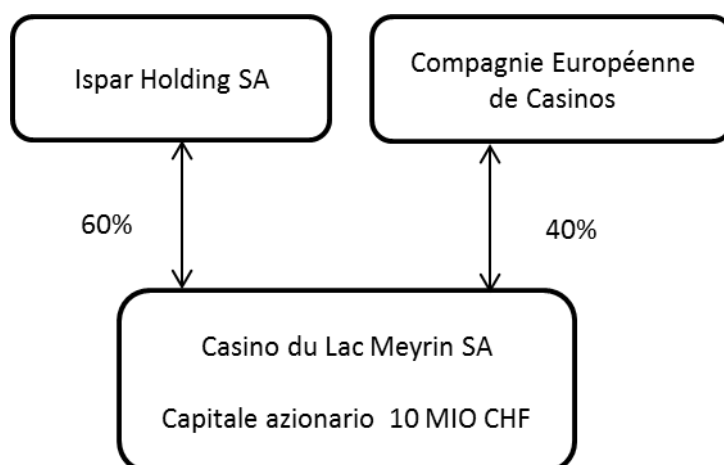 Ispar Holding SA
Compagnie Européenne
de Casinos
60%
40%
Casino du Lac Meyrin SA
Capitale azionario 10 MIO CHF